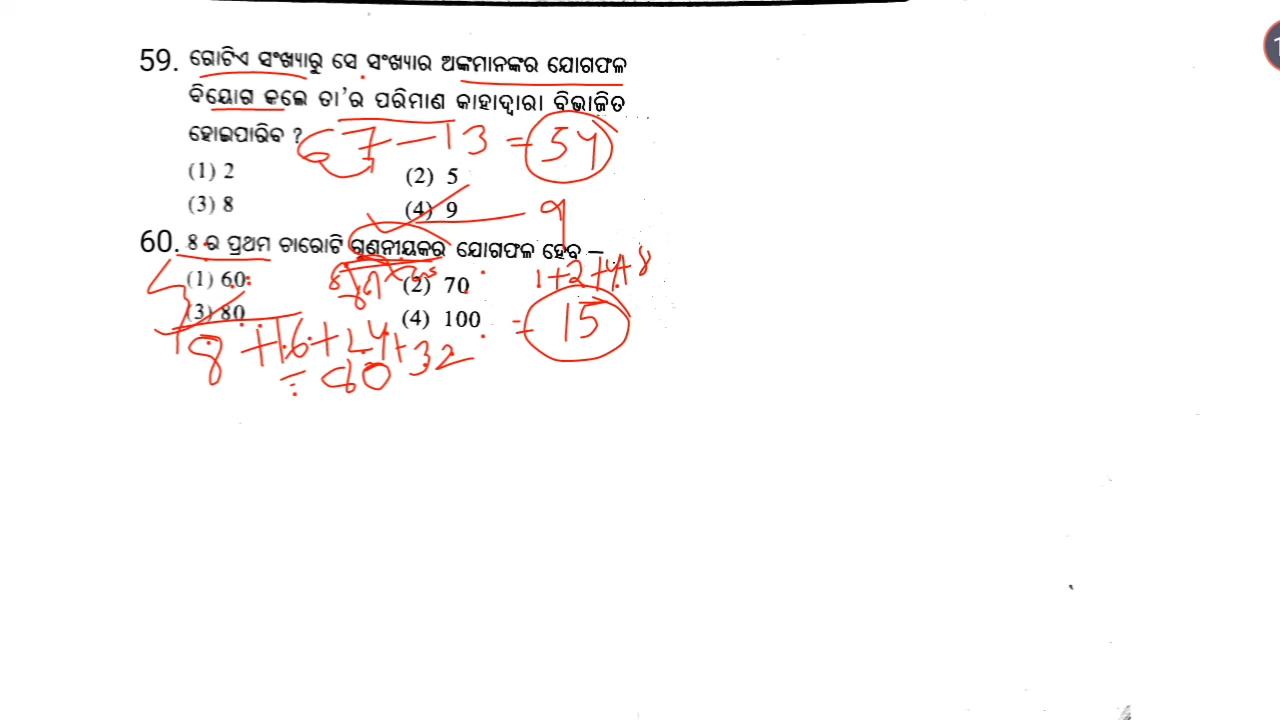 59. ଗୋଟିଏ ସଂଖ୍ୟାରୁ ସେ ସଂଖ୍ୟାର ଅଙ୍କମାନଙ୍କର ଯୋଗଫଳ
ବିୟୋଗ କଲେ ତା'ର ପରିମାଣ କାହାଦ୍ୱାରା ବିଭାଜିତ
ହୋଇପାରିବ ?
67 - 13 = 54
(1) 2
(2) 5
(3) 8
(4) 9
9
60. ୫ ର ପ୍ରଥମ ଚାରୋଟି ଗୁଣନୀୟକର ଯୋଗଫଳ ହେବ –
(1) 60
(2) 70
1+2+4+8
(3) 80
(4) 100
= 15
8 + 16 + 24 + 32
= 80